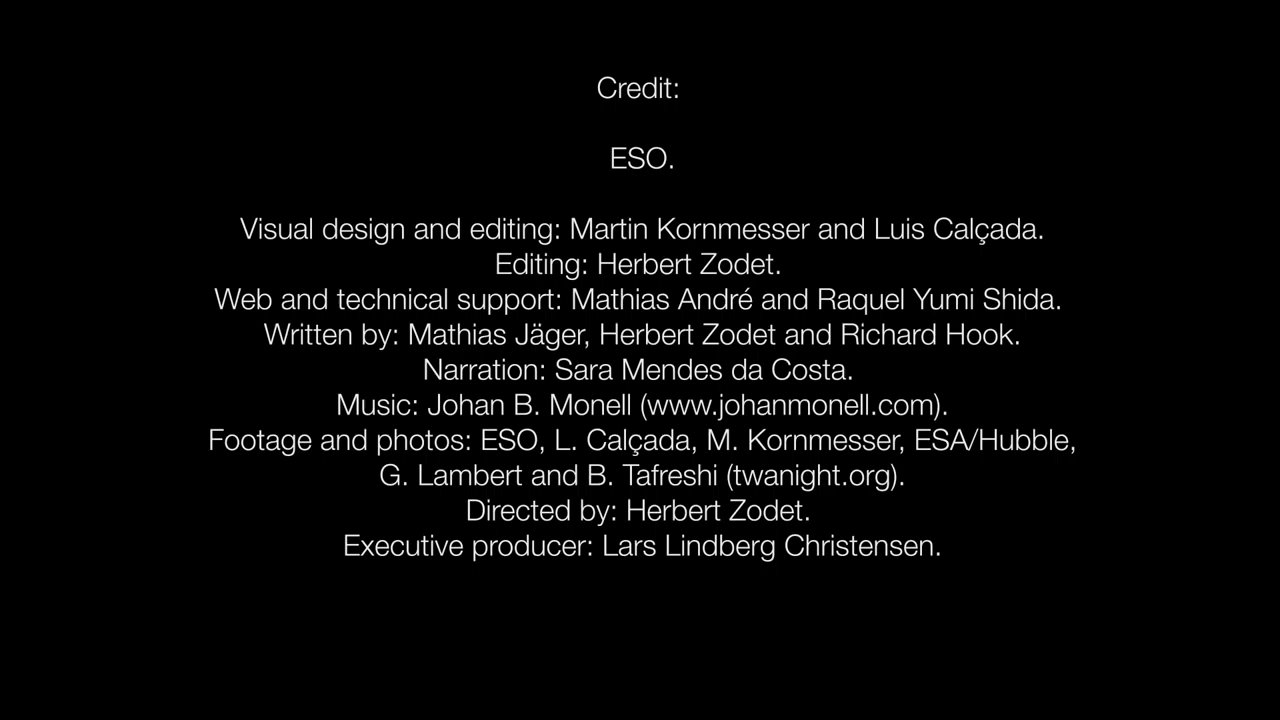 Credit:
ESO.
Visual design and editing: Martin Kornmesser and Luis Calçada.
Editing: Herbert Zodet.
Web and technical support: Mathias André and Raquel Yumi Shida.
Written by: Mathias Jäger, Herbert Zodet and Richard Hook.
Narration: Sara Mendes da Costa.
Music: Johan B. Monell (www.johanmonell.com).
Footage and photos: ESO, L. Calçada, M. Kornmesser, ESA/Hubble,
G. Lambert and B. Tafreshi (twanight.org).
Directed by: Herbert Zodet.
Executive producer: Lars Lindberg Christensen.